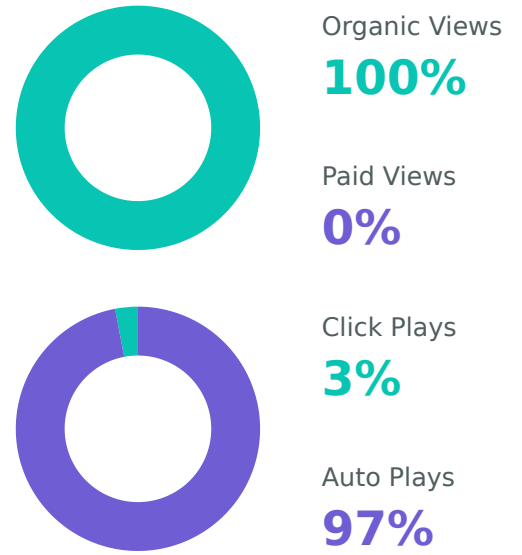 Organic Views
100%
Paid Views
0%
Click Plays
3%
Auto Plays
97%